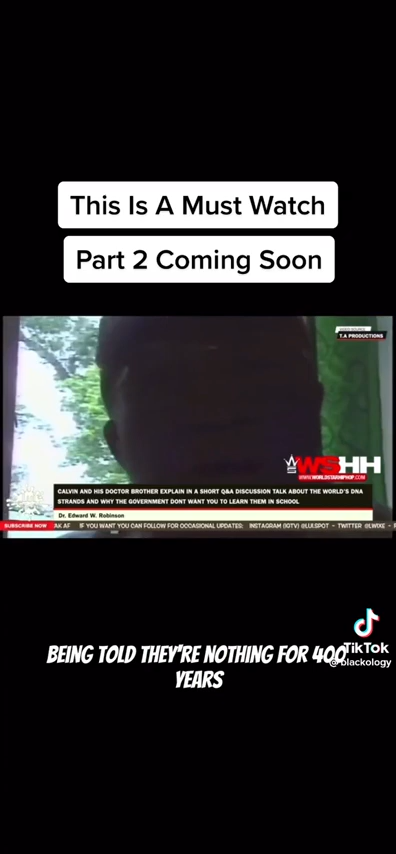 This Is A Must Watch
Part 2 Coming Soon
T.A PRODUCTIONS
WSHH
WWW.WORLDSTARHIPHOP.COM
CALVIN AND HIS DOCTOR BROTHER EXPLAIN IN A SHORT Q&A DISCUSSION TALK ABOUT THE WORLD'S DNA
STRANDS AND WHY THE GOVERNMENT DONT WANT YOU TO LEARN THEM IN SCHOOL
Dr. Edward W. Robinson
SUBSCRIBE NOW AK AF IF YOU WANT YOU CAN FOLLOW FOR OCCASIONAL UPDATES: INSTAGRAM (IGTV) @LULSPOT - TWITTER @LWIXE - F
TikTok
@blackology
BEING TOLD THEY'RE NOTHING FOR 400
YEARS